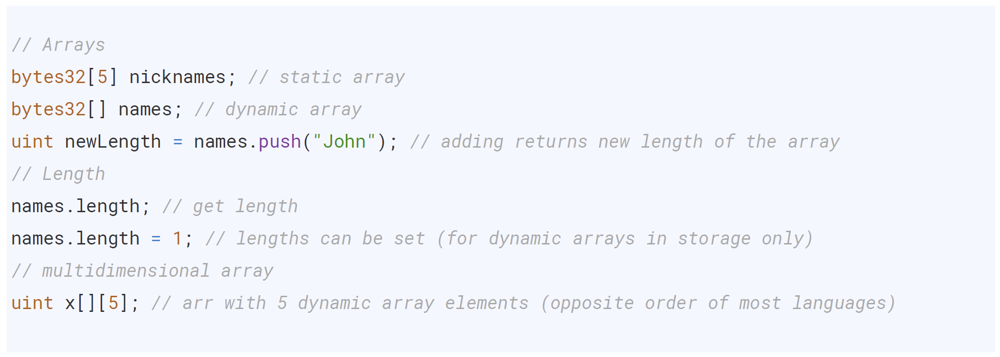 // Arrays
bytes32[5] nicknames; // static array
bytes32[] names; // dynamic array
uint newLength = names.push("John"); // adding returns new length of the array
// Length
names.length; // get length
names.length = 1; // lengths can be set (for dynamic arrays in storage only)
// multidimensional array
uint x[][5]; // arr with 5 dynamic array elements (opposite order of most languages)